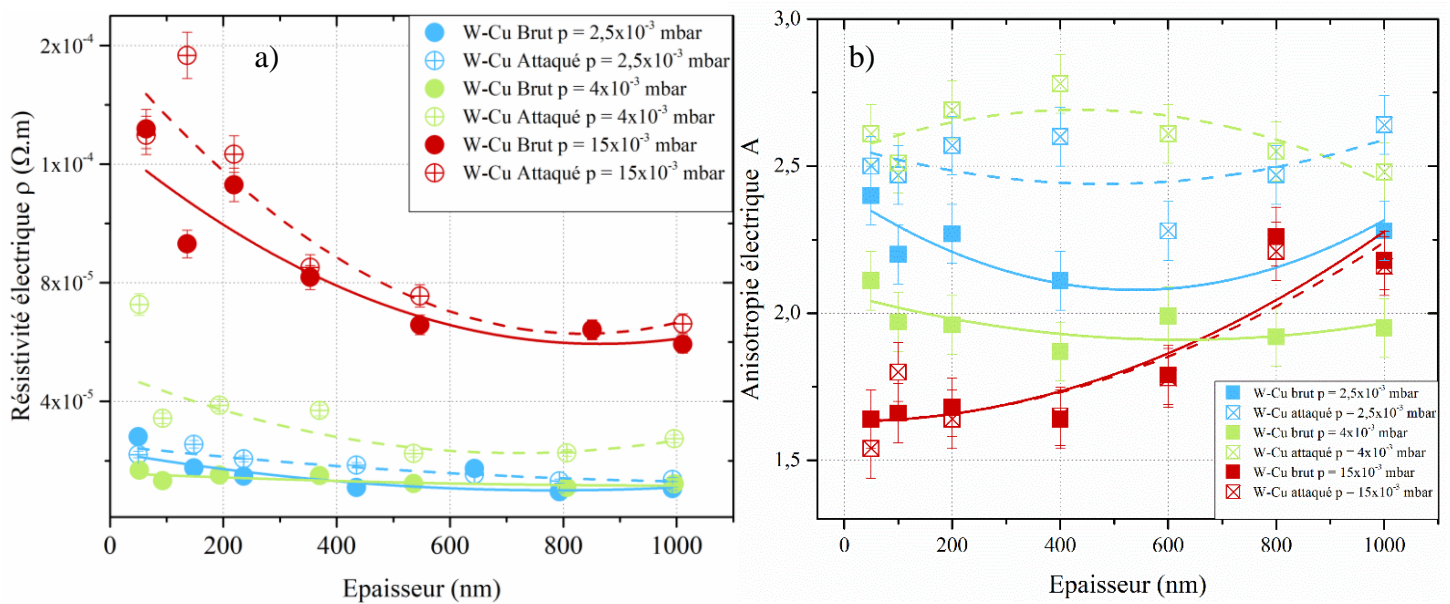 a)
Résistivité électrique ρ (Ω.m)
2x10⁻⁴
1x10⁻⁴
8x10⁻⁵
4x10⁻⁵
W-Cu Brut p = 2,5x10⁻³ mbar
W-Cu Attaqué p = 2,5x10⁻³ mbar
W-Cu Brut p = 4x10⁻³ mbar
W-Cu Attaqué p = 4x10⁻³ mbar
W-Cu Brut p = 15x10⁻³ mbar
W-Cu Attaqué p = 15x10⁻³ mbar
0 200 400 600 800 1000
Epaisseur (nm)
b)
Anisotropie électrique A
3,0
2,5
2,0
1,5
W-Cu brut p = 2,5x10⁻³ mbar
W-Cu attaqué p – 2,5x10⁻³ mbar
W-Cu brut p = 4x10⁻³ mbar
W-Cu attaqué p – 4x10⁻³ mbar
W-Cu brut p = 15x10⁻³ mbar
W-Cu attaqué p – 15x10⁻³ mbar
0 200 400 600 800 1000
Epaisseur (nm)